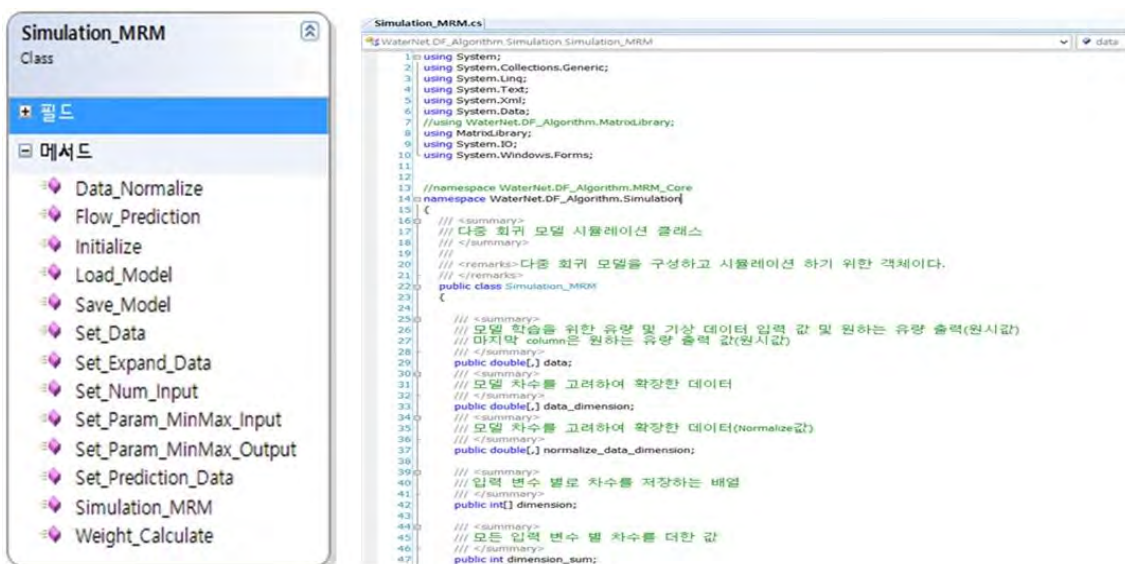 Simulation_MRM
Class
필드
메서드
Data_Normalize
Flow_Prediction
Initialize
Load_Model
Save_Model
Set_Data
Set_Expand_Data
Set_Num_Input
Set_Param_MinMax_Input
Set_Param_MinMax_Output
Set_Prediction_Data
Simulation_MRM
Weight_Calculate
Simulation_MRM.cs
WaterNet.DF_Algorithm.Simulation.Simulation_MRM
data
1 using System;
2 using System.Collections.Generic;
3 using System.Linq;
4 using System.Text;
5 using System.Xml;
6 using System.Data;
7 //using WaterNet.DF_Algorithm.MatrixLibrary;
8 using MatrixLibrary;
9 using System.IO;
10 using System.Windows.Forms;
11
12
13 //namespace WaterNet.DF_Algorithm.MRM_Core
14 namespace WaterNet.DF_Algorithm.Simulation
15 {
16 /// <summary>
17 /// 다중 회귀 모델 시뮬레이션 클래스
18 /// </summary>
19 ///
20 /// <remarks>다중 회귀 모델을 구성하고 시뮬레이션 하기 위한 객체이다.
21 /// </remarks>
22 public class Simulation_MRM
23 {
24
25 /// <summary>
26 /// 모델 학습을 위한 유량 및 기상 데이터 입력 값 및 원하는 유량 출력(원시값)
27 /// 마지막 column은 원하는 유량 출력 값(원시값)
28 /// </summary>
29 public double[,] data;
30 /// <summary>
31 /// 모델 차수를 고려하여 확장한 데이터
32 /// </summary>
33 public double[,] data_dimension;
34 /// <summary>
35 /// 모델 차수를 고려하여 확장한 데이터(Normalize값)
36 /// </summary>
37 public double[,] normalize_data_dimension;
38
39 /// <summary>
40 /// 입력 변수 별로 차수를 저장하는 배열
41 /// </summary>
42 public int[] dimension;
43
44 /// <summary>
45 /// 모든 입력 변수 별 차수를 더한 값
46 /// </summary>
47 public int dimension_sum;